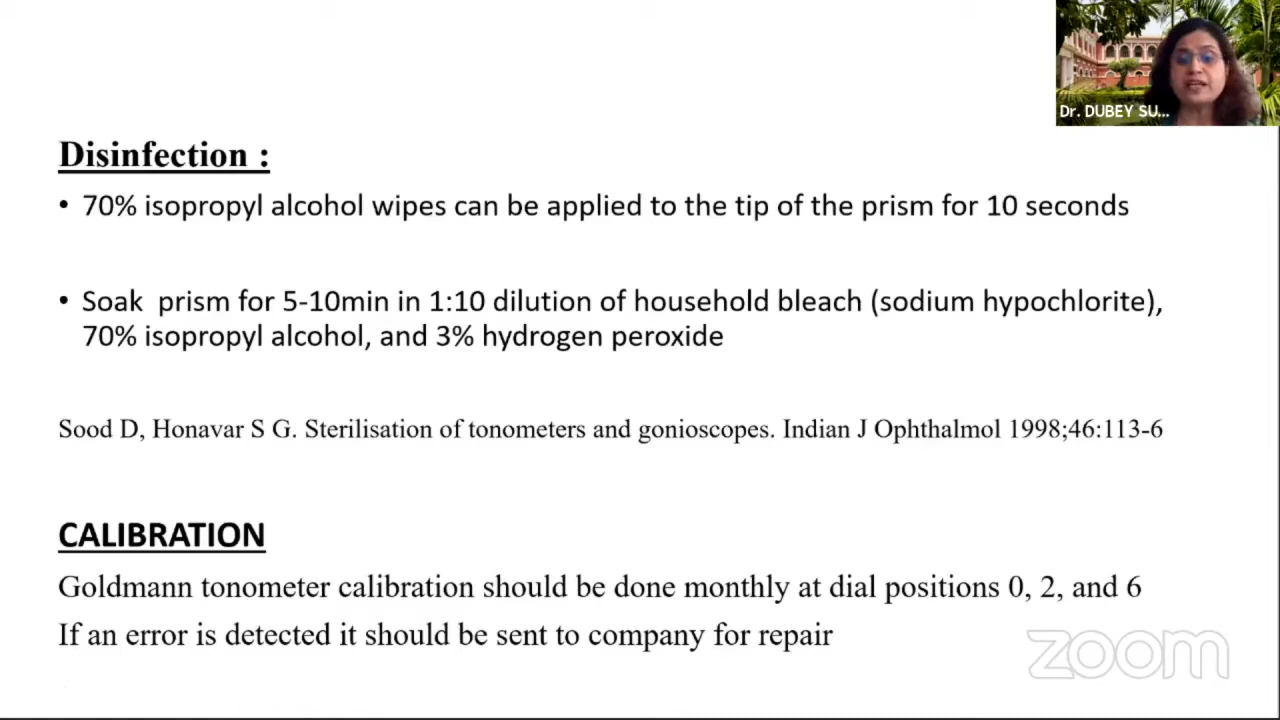 Dr. DUBEY SU...
Disinfection :
• 70% isopropyl alcohol wipes can be applied to the tip of the prism for 10 seconds
• Soak prism for 5-10min in 1:10 dilution of household bleach (sodium hypochlorite),
70% isopropyl alcohol, and 3% hydrogen peroxide
Sood D, Honavar S G. Sterilisation of tonometers and gonioscopes. Indian J Ophthalmol 1998;46:113-6
CALIBRATION
Goldmann tonometer calibration should be done monthly at dial positions 0, 2, and 6
If an error is detected it should be sent to company for repair
zoom